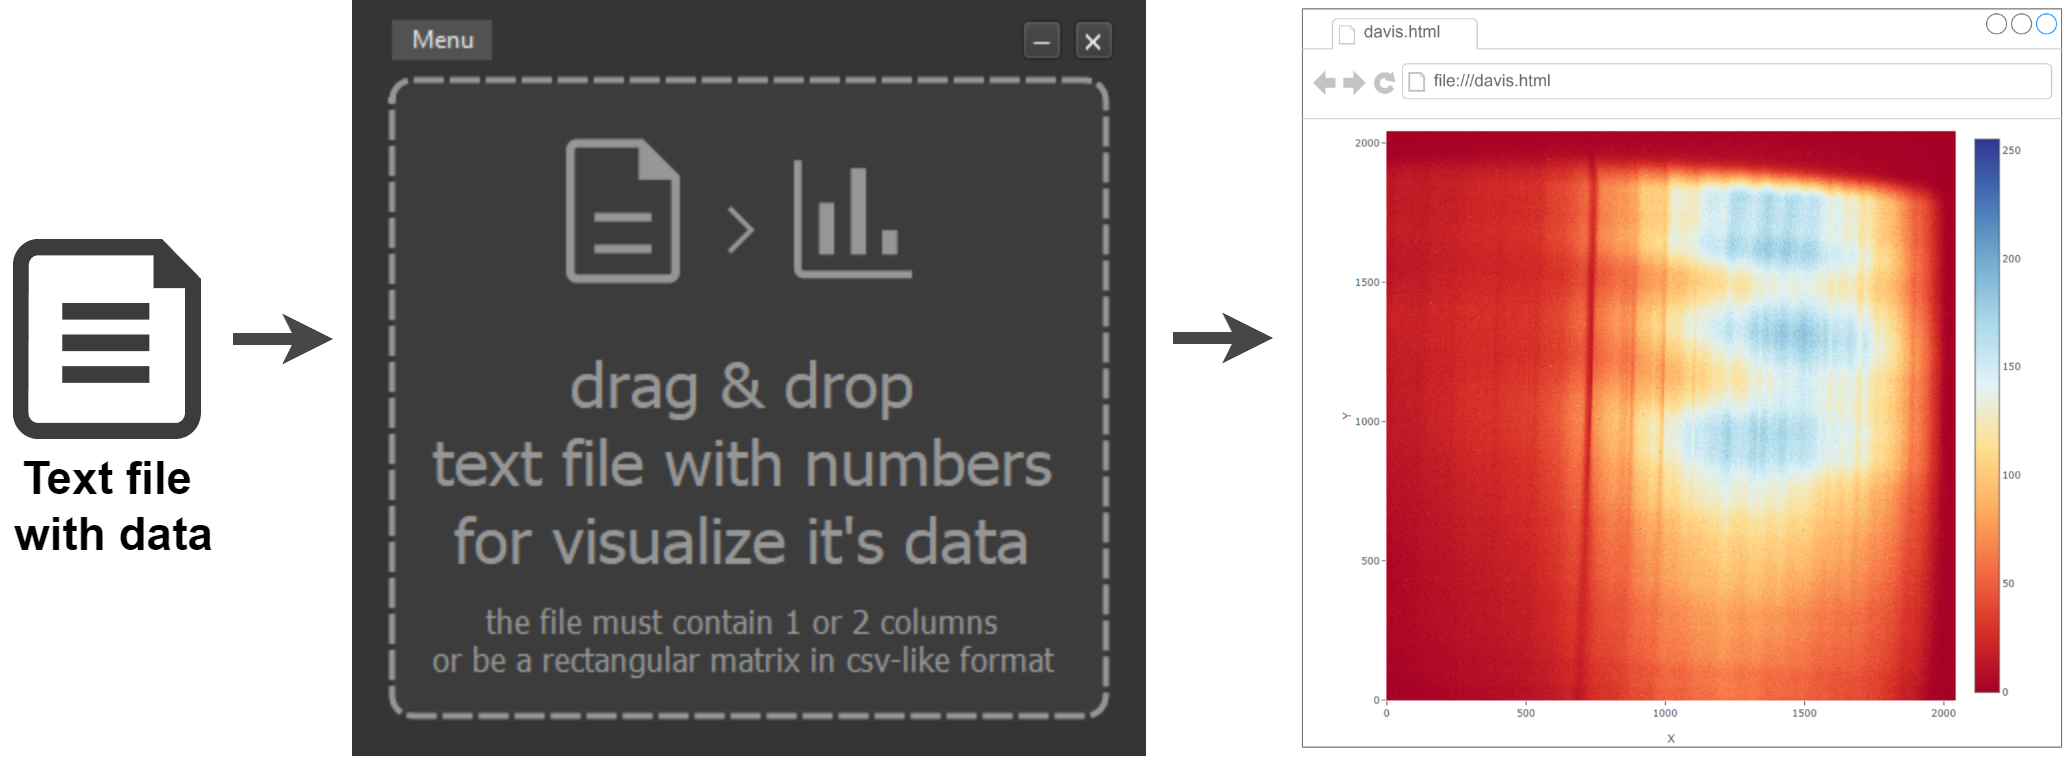 Text file
with data
Menu
drag & drop
text file with numbers
for visualize it's data
the file must contain 1 or 2 columns
or be a rectangular matrix in csv-like format
davis.html
file:///davis.html
2000
1500
1000
500
0
Y
0
500
1000
1500
2000
X
250
200
150
100
50
0